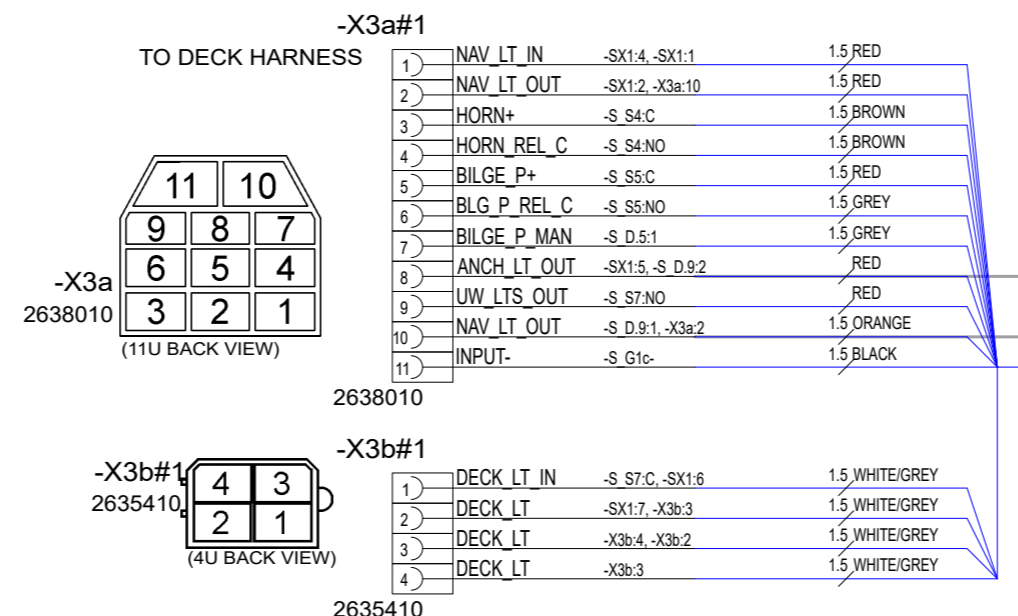 -X3a#1
TO DECK HARNESS
1 NAV_LT_IN -SX1:4, -SX1:1 1.5 RED
2 NAV_LT_OUT -SX1:2, -X3a:10 1.5 RED
3 HORN+ -S_S4:C 1.5 BROWN
4 HORN_REL_C -S_S4:NO 1.5 BROWN
5 BILGE_P+ -S_S5:C 1.5 RED
6 BLG_P_REL_C -S_S5:NO 1.5 GREY
7 BILGE_P_MAN -S_D.5:1 1.5 GREY
8 ANCH_LT_OUT -SX1:5, -S_D.9:2 RED
9 UW_LTS_OUT -S_S7:NO RED
10 NAV_LT_OUT -S_D.9:1, -X3a:2 1.5 ORANGE
11 INPUT- -S_G1c- 1.5 BLACK
2638010
11 10
9 8 7
6 5 4
3 2 1
-X3a
2638010
(11U BACK VIEW)
-X3b#1
1 DECK_LT_IN -S_S7:C, -SX1:6 1.5 WHITE/GREY
2 DECK_LT -SX1:7, -X3b:3 1.5 WHITE/GREY
3 DECK_LT -X3b:4, -X3b:2 1.5 WHITE/GREY
4 DECK_LT -X3b:3 1.5 WHITE/GREY
2635410
-X3b#1
2635410
4 3
2 1
(4U BACK VIEW)